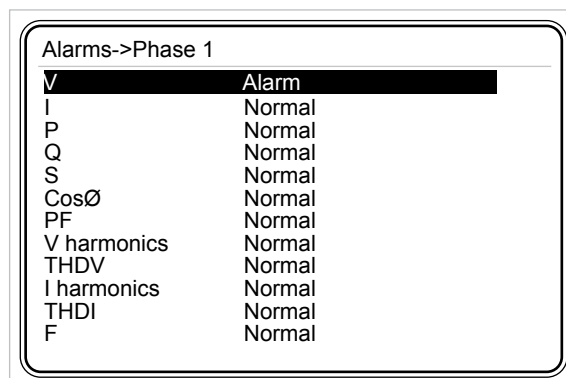 Alarms->Phase 1
V Alarm
I Normal
P Normal
Q Normal
S Normal
CosØ Normal
PF Normal
V harmonics Normal
THDV Normal
I harmonics Normal
THDI Normal
F Normal